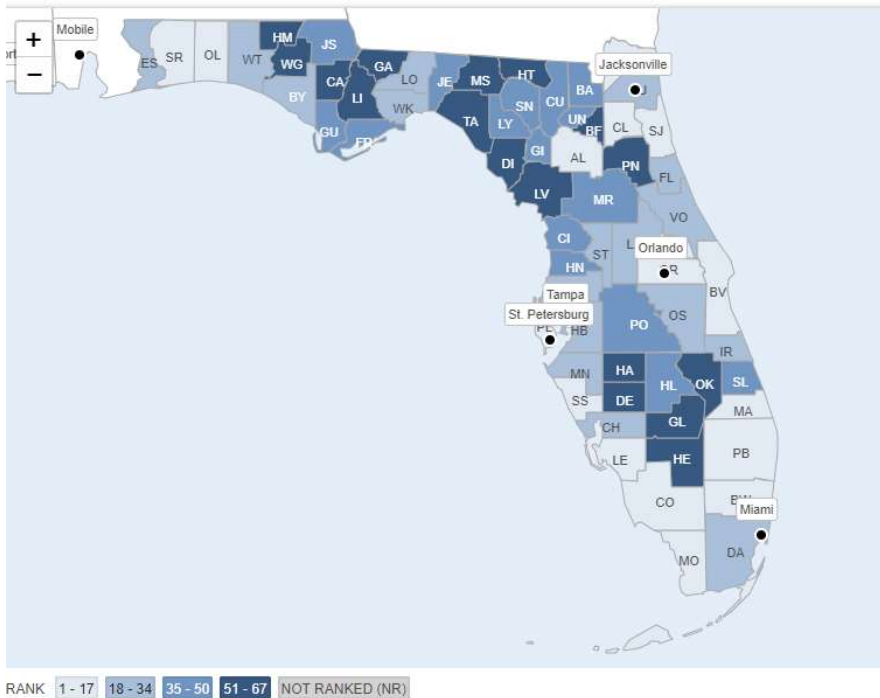 +
Mobile
−
HM
JS
ES
SR
OL
WT
WG
GA
CA
LO
JE
MS
HT
BA
Jacksonville
BY
LI
WK
SN
CU
TA
LY
UN
CL
BF
SJ
GU
FR
GI
AL
DI
PN
FL
LV
MR
VO
CI
ST
Orlando
HN
Tampa
BV
St. Petersburg
OS
HB
PO
IR
MN
HA
OK
SL
HL
SS
DE
MA
GL
CH
LE
HE
PB
CO
Miami
DA
MO
RANK 1 - 17 18 - 34 35 - 50 51 - 67 NOT RANKED (NR)